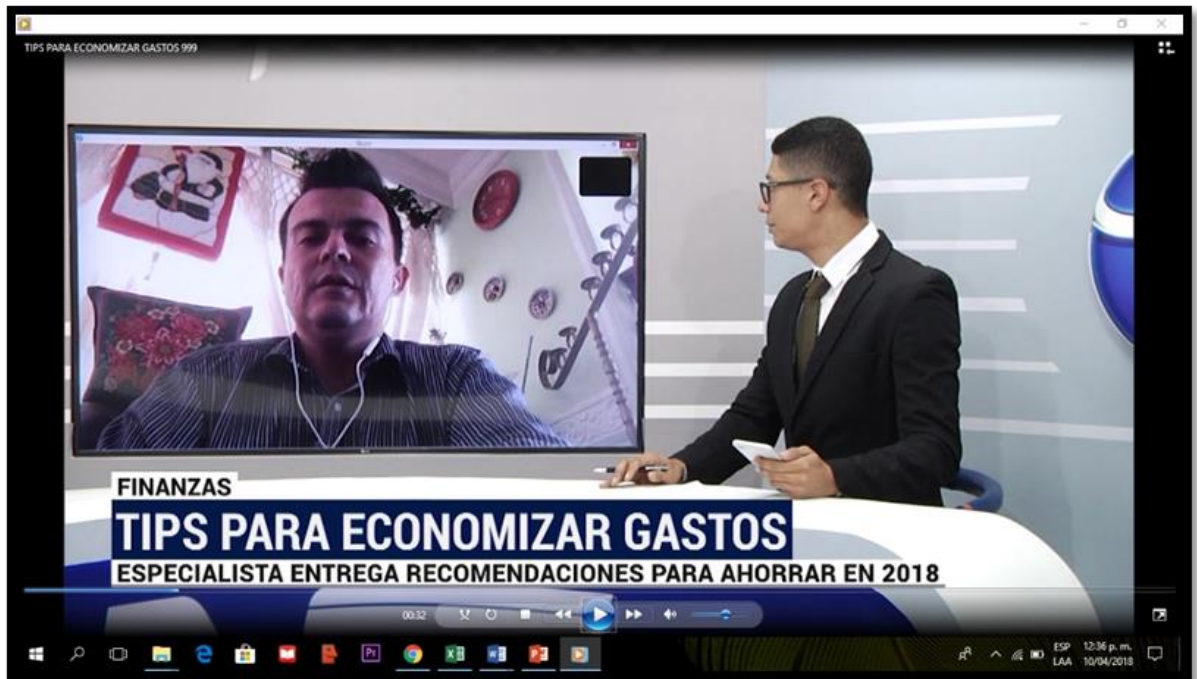 TIPS PARA ECONOMIZAR GASTOS 999
FINANZAS
TIPS PARA ECONOMIZAR GASTOS
ESPECIALISTA ENTREGA RECOMENDACIONES PARA AHORRAR EN 2018
00:32
ESP 12:36 p. m.
LAA 10/04/2018